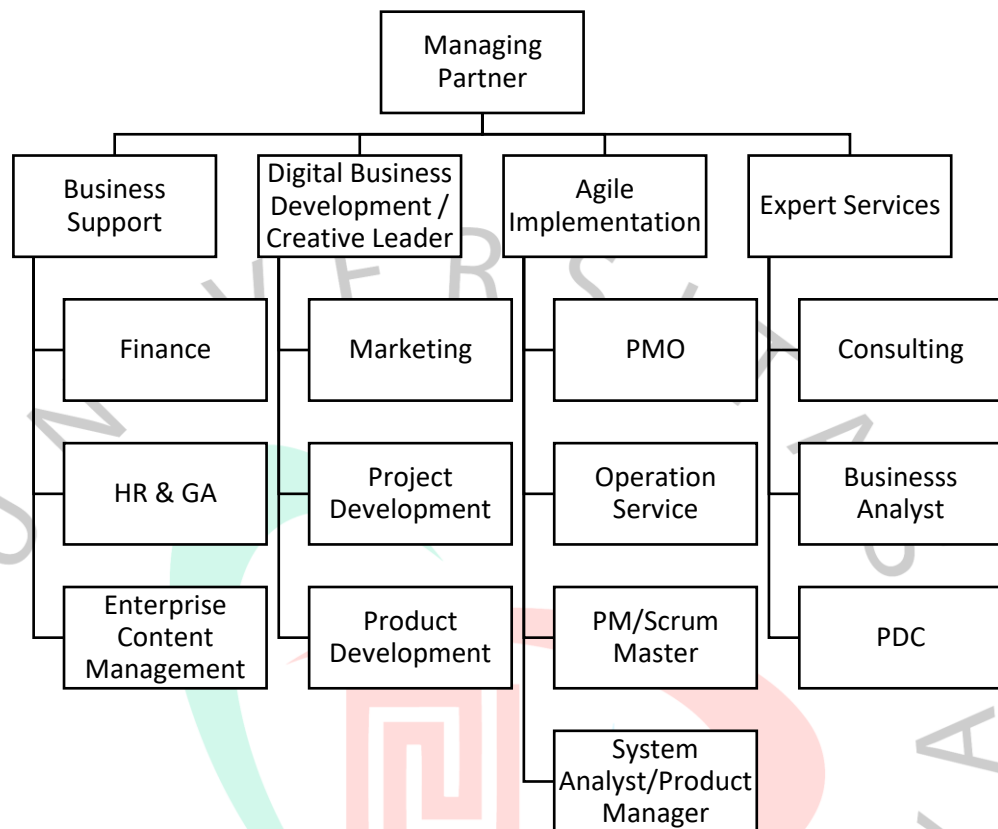 Managing
Partner
Business
Support
Digital Business
Development /
Creative Leader
Agile
Implementation
Expert Services
Finance
Marketing
PMO
Consulting
HR & GA
Project
Development
Operation
Service
Businesss
Analyst
Enterprise
Content
Management
Product
Development
PM/Scrum
Master
PDC
System
Analyst/Product
Manager